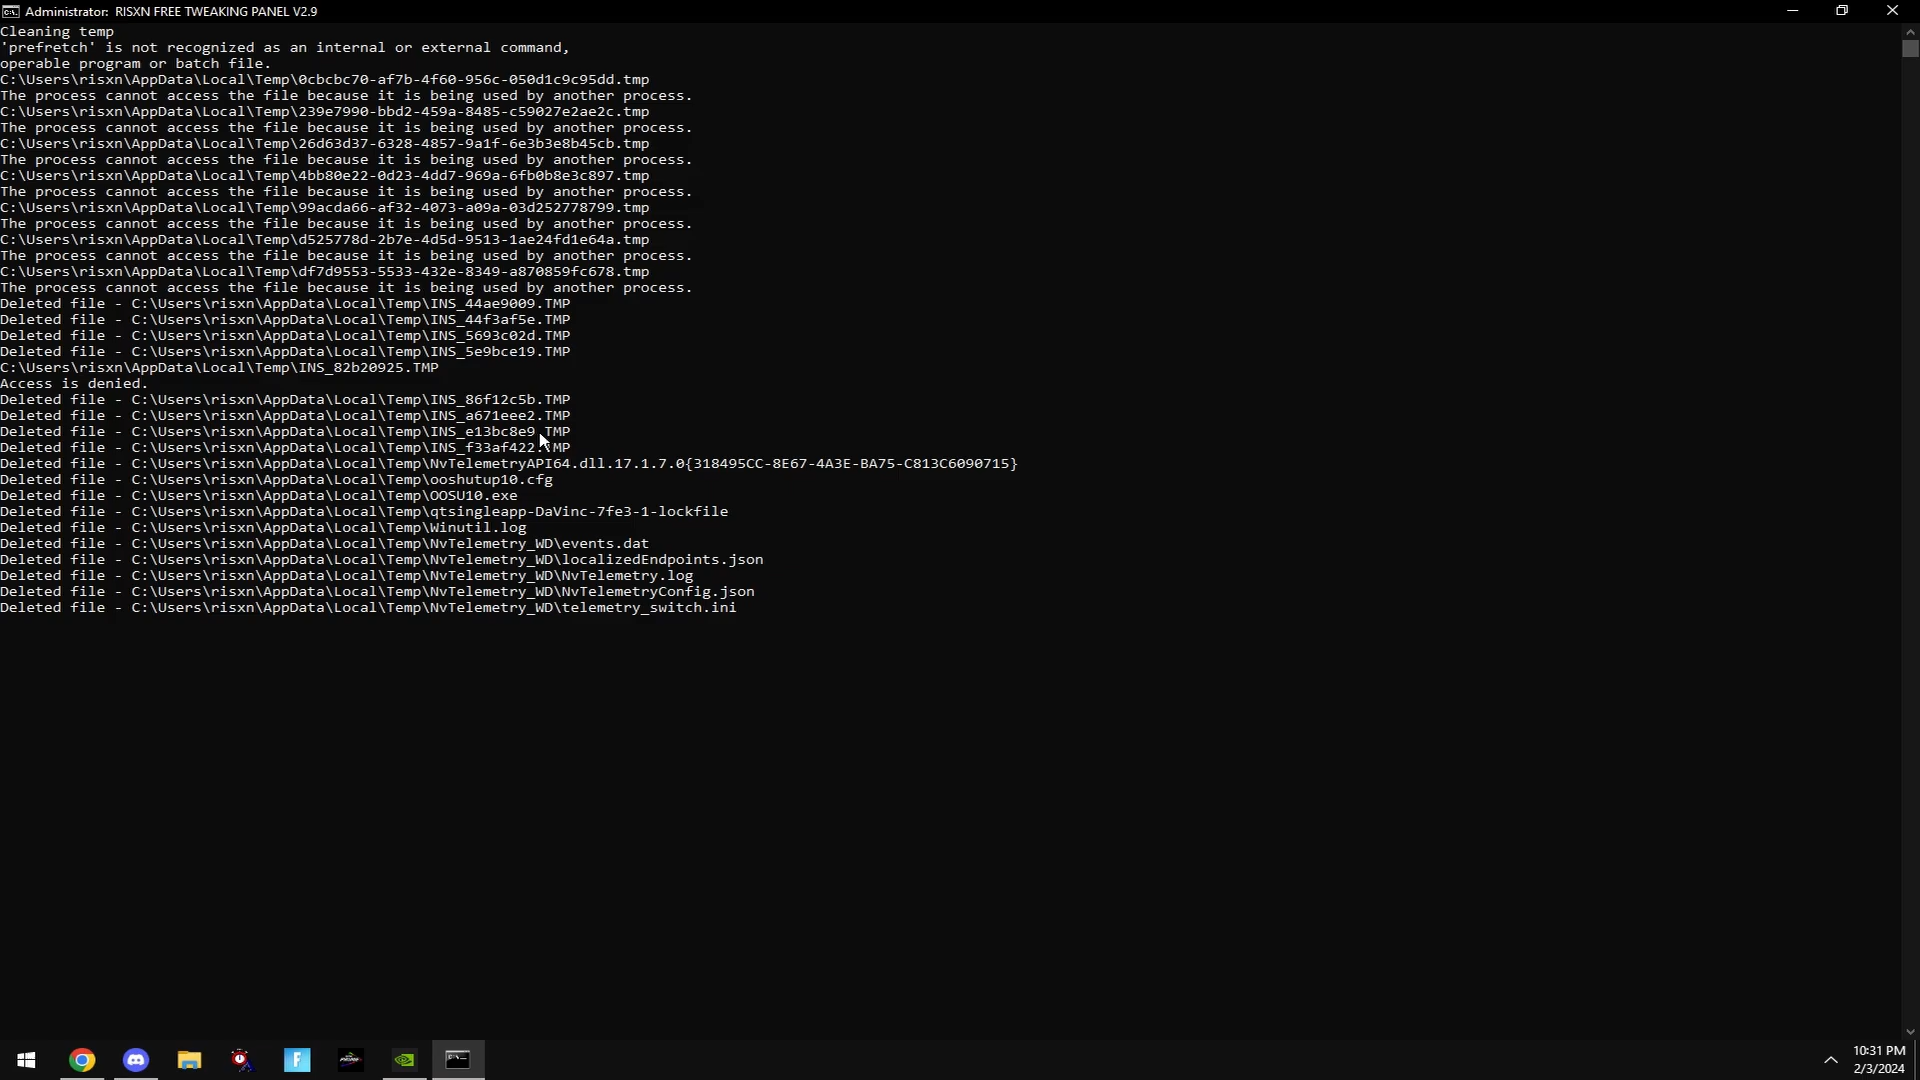 Administrator: RISXN FREE TWEAKING PANEL V2.9
Cleaning temp
'prefretch' is not recognized as an internal or external command,
operable program or batch file.
C:\Users\risxn\AppData\Local\Temp\0cbcbc70-af7b-4f60-956c-050d1c9c95dd.tmp
The process cannot access the file because it is being used by another process.
C:\Users\risxn\AppData\Local\Temp\239e7990-bbd2-459a-8485-c59027e2ae2c.tmp
The process cannot access the file because it is being used by another process.
C:\Users\risxn\AppData\Local\Temp\26d63d37-6328-4857-9a1f-6e3b3e8b45cb.tmp
The process cannot access the file because it is being used by another process.
C:\Users\risxn\AppData\Local\Temp\4bb80e22-0d23-4dd7-969a-6fb0b8e3c897.tmp
The process cannot access the file because it is being used by another process.
C:\Users\risxn\AppData\Local\Temp\99acda66-af32-4073-a09a-03d252778799.tmp
The process cannot access the file because it is being used by another process.
C:\Users\risxn\AppData\Local\Temp\d525778d-2b7e-4d5d-9513-1ae24fd1e64a.tmp
The process cannot access the file because it is being used by another process.
C:\Users\risxn\AppData\Local\Temp\df7d9553-5533-432e-8349-a870859fc678.tmp
The process cannot access the file because it is being used by another process.
Deleted file - C:\Users\risxn\AppData\Local\Temp\INS_44ae9009.TMP
Deleted file - C:\Users\risxn\AppData\Local\Temp\INS_44f3af5e.TMP
Deleted file - C:\Users\risxn\AppData\Local\Temp\INS_5693c02d.TMP
Deleted file - C:\Users\risxn\AppData\Local\Temp\INS_5e9bce19.TMP
C:\Users\risxn\AppData\Local\Temp\INS_82b20925.TMP
Access is denied.
Deleted file - C:\Users\risxn\AppData\Local\Temp\INS_86f12c5b.TMP
Deleted file - C:\Users\risxn\AppData\Local\Temp\INS_a671eee2.TMP
Deleted file - C:\Users\risxn\AppData\Local\Temp\INS_e13bc8e9.TMP
Deleted file - C:\Users\risxn\AppData\Local\Temp\INS_f33af422.TMP
Deleted file - C:\Users\risxn\AppData\Local\Temp\NvTelemetryAPI64.dll.17.1.7.0{318495CC-8E67-4A3E-BA75-C813C6090715}
Deleted file - C:\Users\risxn\AppData\Local\Temp\ooshutup10.cfg
Deleted file - C:\Users\risxn\AppData\Local\Temp\OOSU10.exe
Deleted file - C:\Users\risxn\AppData\Local\Temp\qtsingleapp-DaVinc-7fe3-1-lockfile
Deleted file - C:\Users\risxn\AppData\Local\Temp\Winutil.log
Deleted file - C:\Users\risxn\AppData\Local\Temp\NvTelemetry_WD\events.dat
Deleted file - C:\Users\risxn\AppData\Local\Temp\NvTelemetry_WD\localizedEndpoints.json
Deleted file - C:\Users\risxn\AppData\Local\Temp\NvTelemetry_WD\NvTelemetry.log
Deleted file - C:\Users\risxn\AppData\Local\Temp\NvTelemetry_WD\NvTelemetryConfig.json
Deleted file - C:\Users\risxn\AppData\Local\Temp\NvTelemetry_WD\telemetry_switch.ini
10:31 PM
2/3/2024